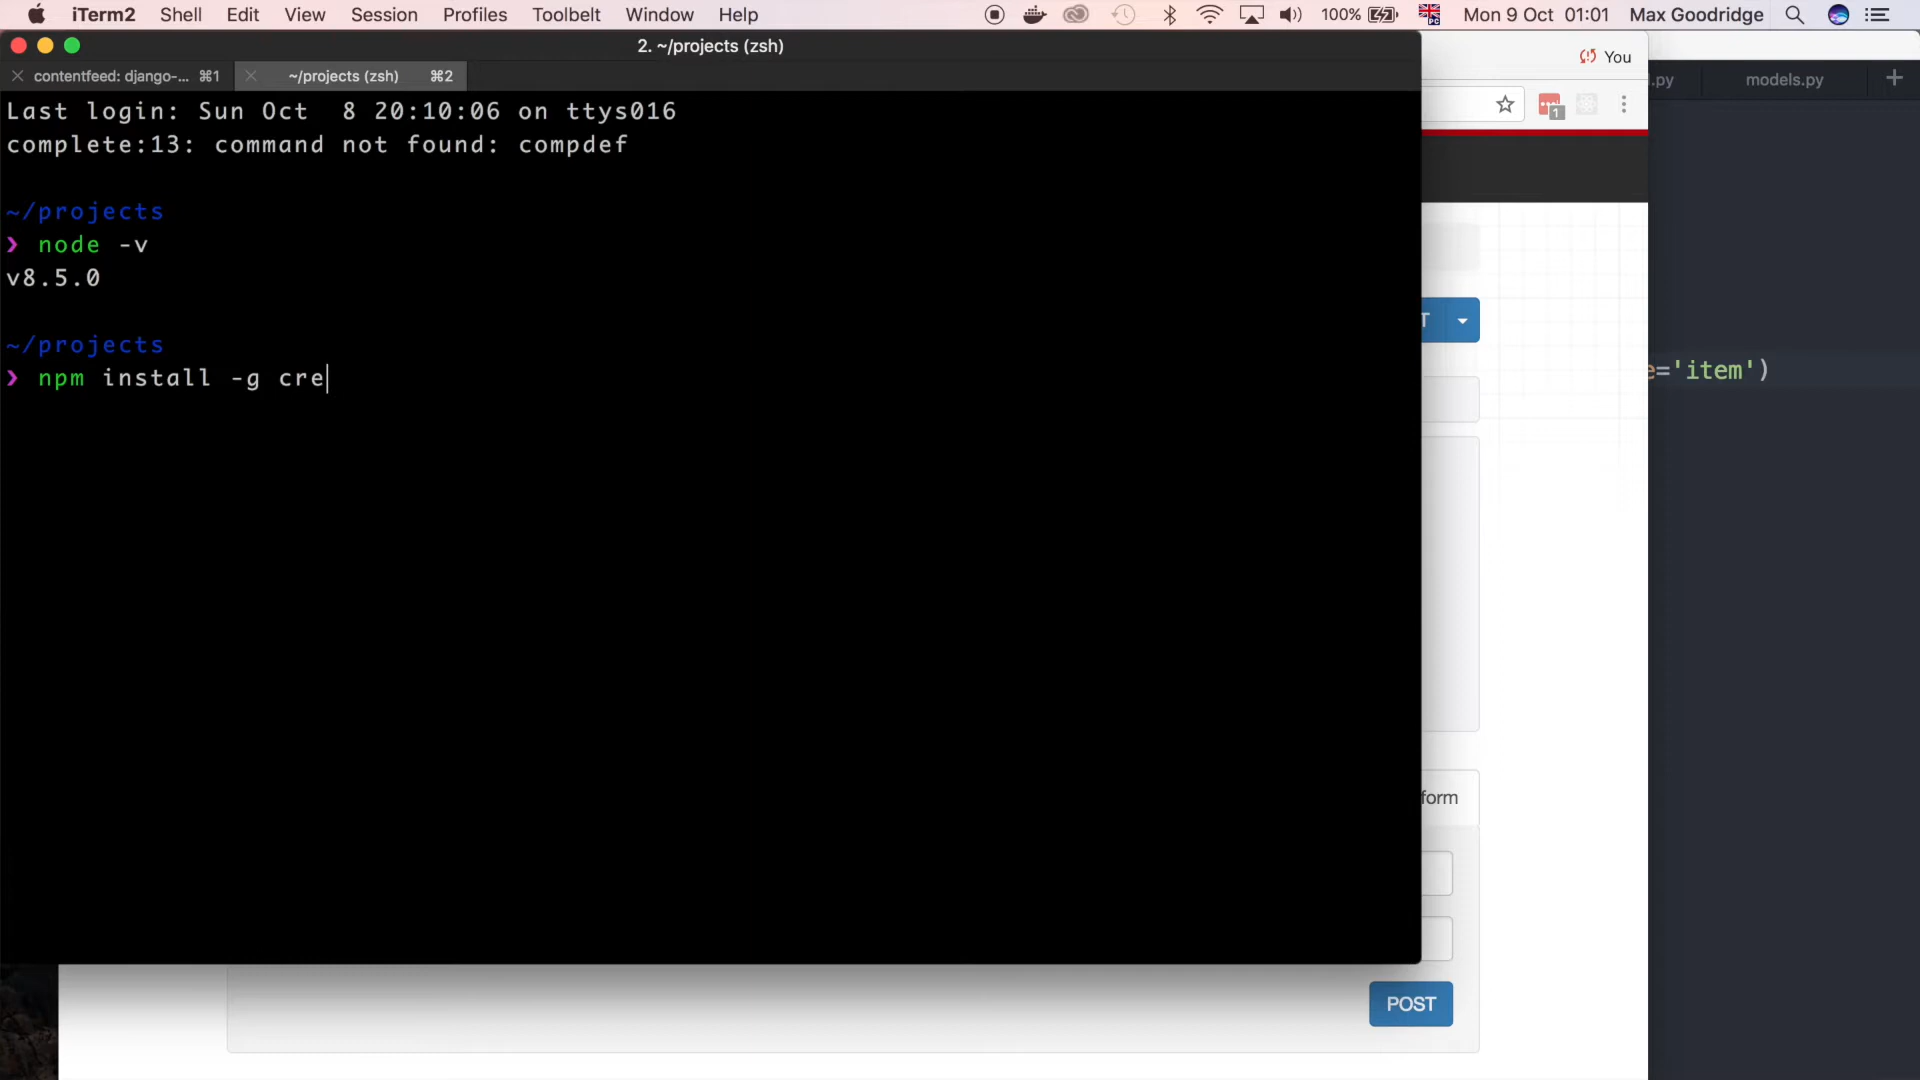 iTerm2 Shell Edit View Session Profiles Toolbelt Window Help 100% Mon 9 Oct 01:01 Max Goodridge
2. ~/projects (zsh)
contentfeed: django-... ⌘1 ~/projects (zsh) ⌘2
You
.py models.py
1
Last login: Sun Oct  8 20:10:06 on ttys016
complete:13: command not found: compdef
~/projects
❯ node -v
v8.5.0
T
~/projects
❯ npm install -g cre
e='item')
form
POST